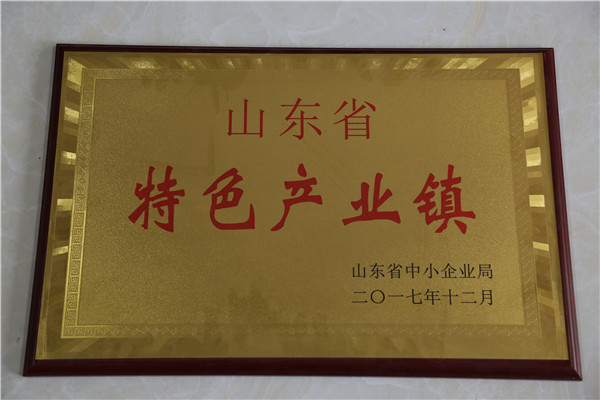 山东省
特色产业镇
山东省中小企业局
二〇一七年十二月